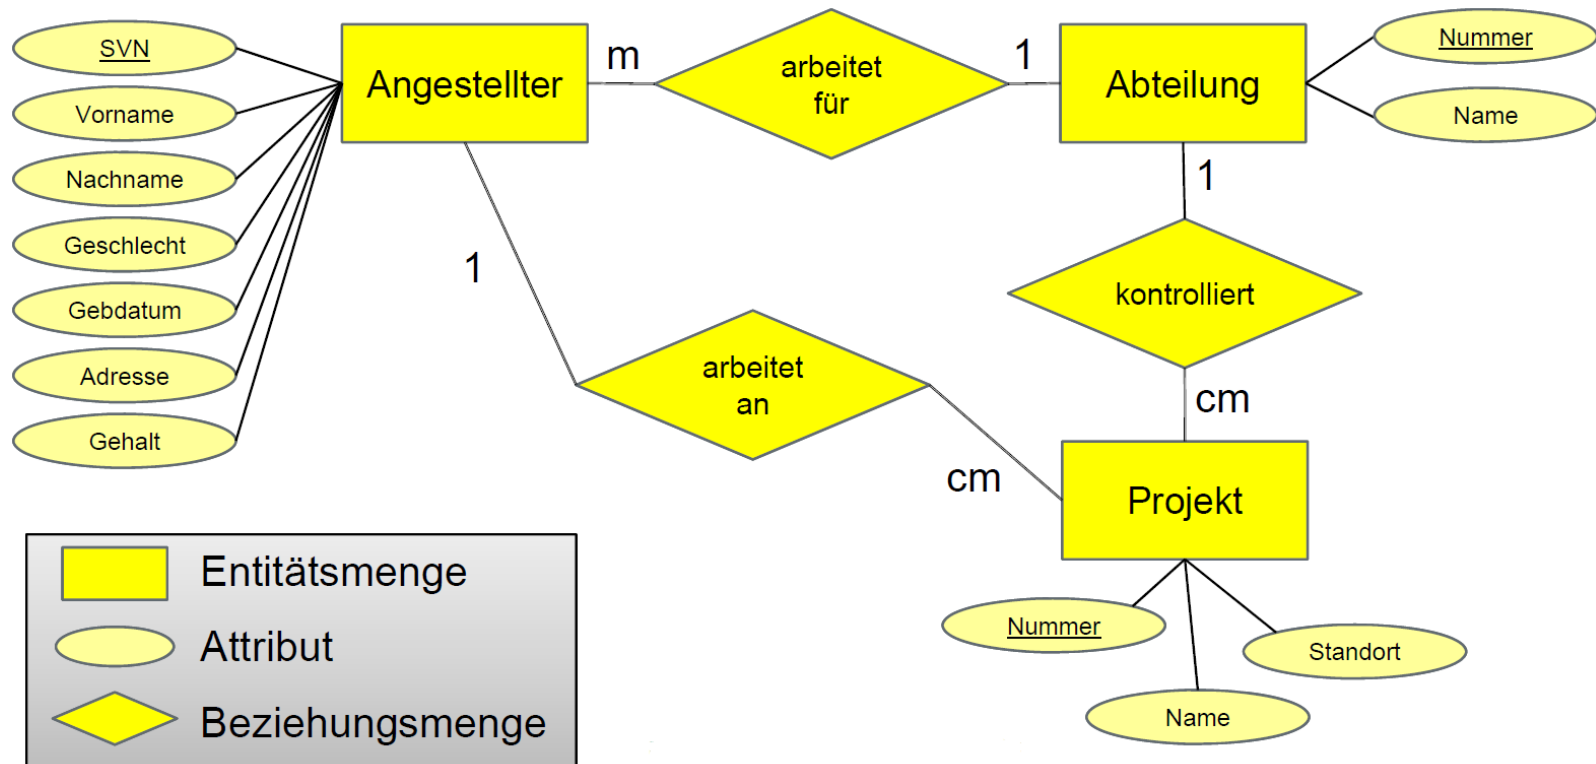 SVN
Vorname
Nachname
Geschlecht
Gebdatum
Adresse
Gehalt
Angestellter
m
arbeitet
für
1
Abteilung
Nummer
Name
1
kontrolliert
cm
1
arbeitet
an
cm
Projekt
Nummer
Name
Standort
Entitätsmenge
Attribut
Beziehungsmenge